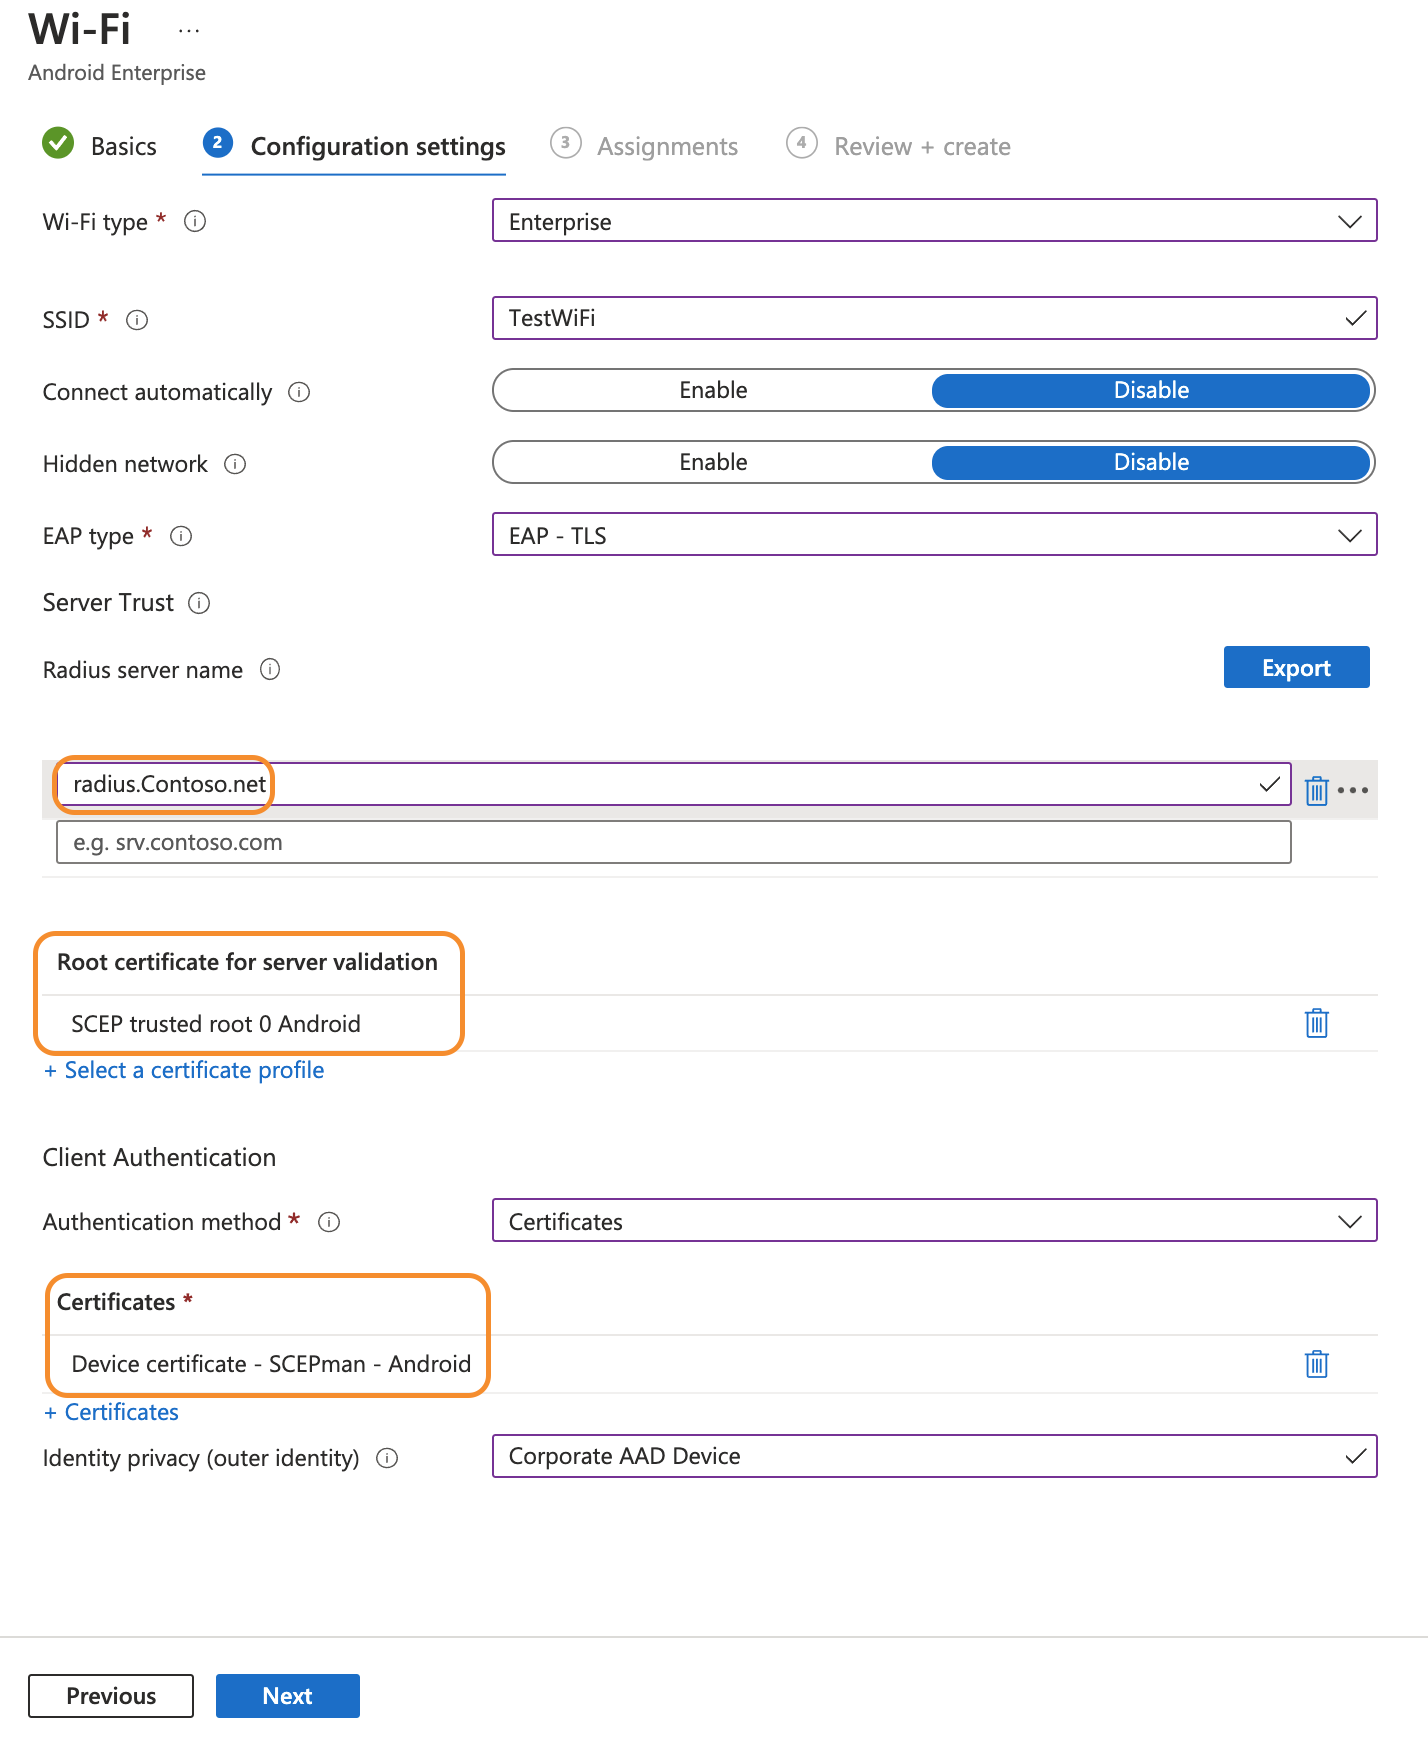 Wi-Fi ...
Android Enterprise
Basics 2 Configuration settings 3 Assignments 4 Review + create
Wi-Fi type * Enterprise
SSID * TestWiFi
Connect automatically Enable Disable
Hidden network Enable Disable
EAP type * EAP - TLS
Server Trust
Radius server name Export
radius.Contoso.net
e.g. srv.contoso.com
Root certificate for server validation
SCEP trusted root 0 Android
+ Select a certificate profile
Client Authentication
Authentication method * Certificates
Certificates *
Device certificate - SCEPman - Android
+ Certificates
Identity privacy (outer identity) Corporate AAD Device
Previous Next